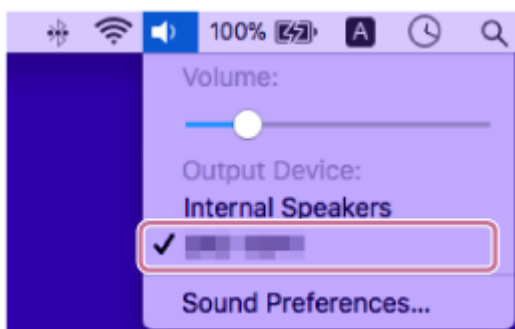 100% A
Volume:
Output Device:
Internal Speakers
Sound Preferences...